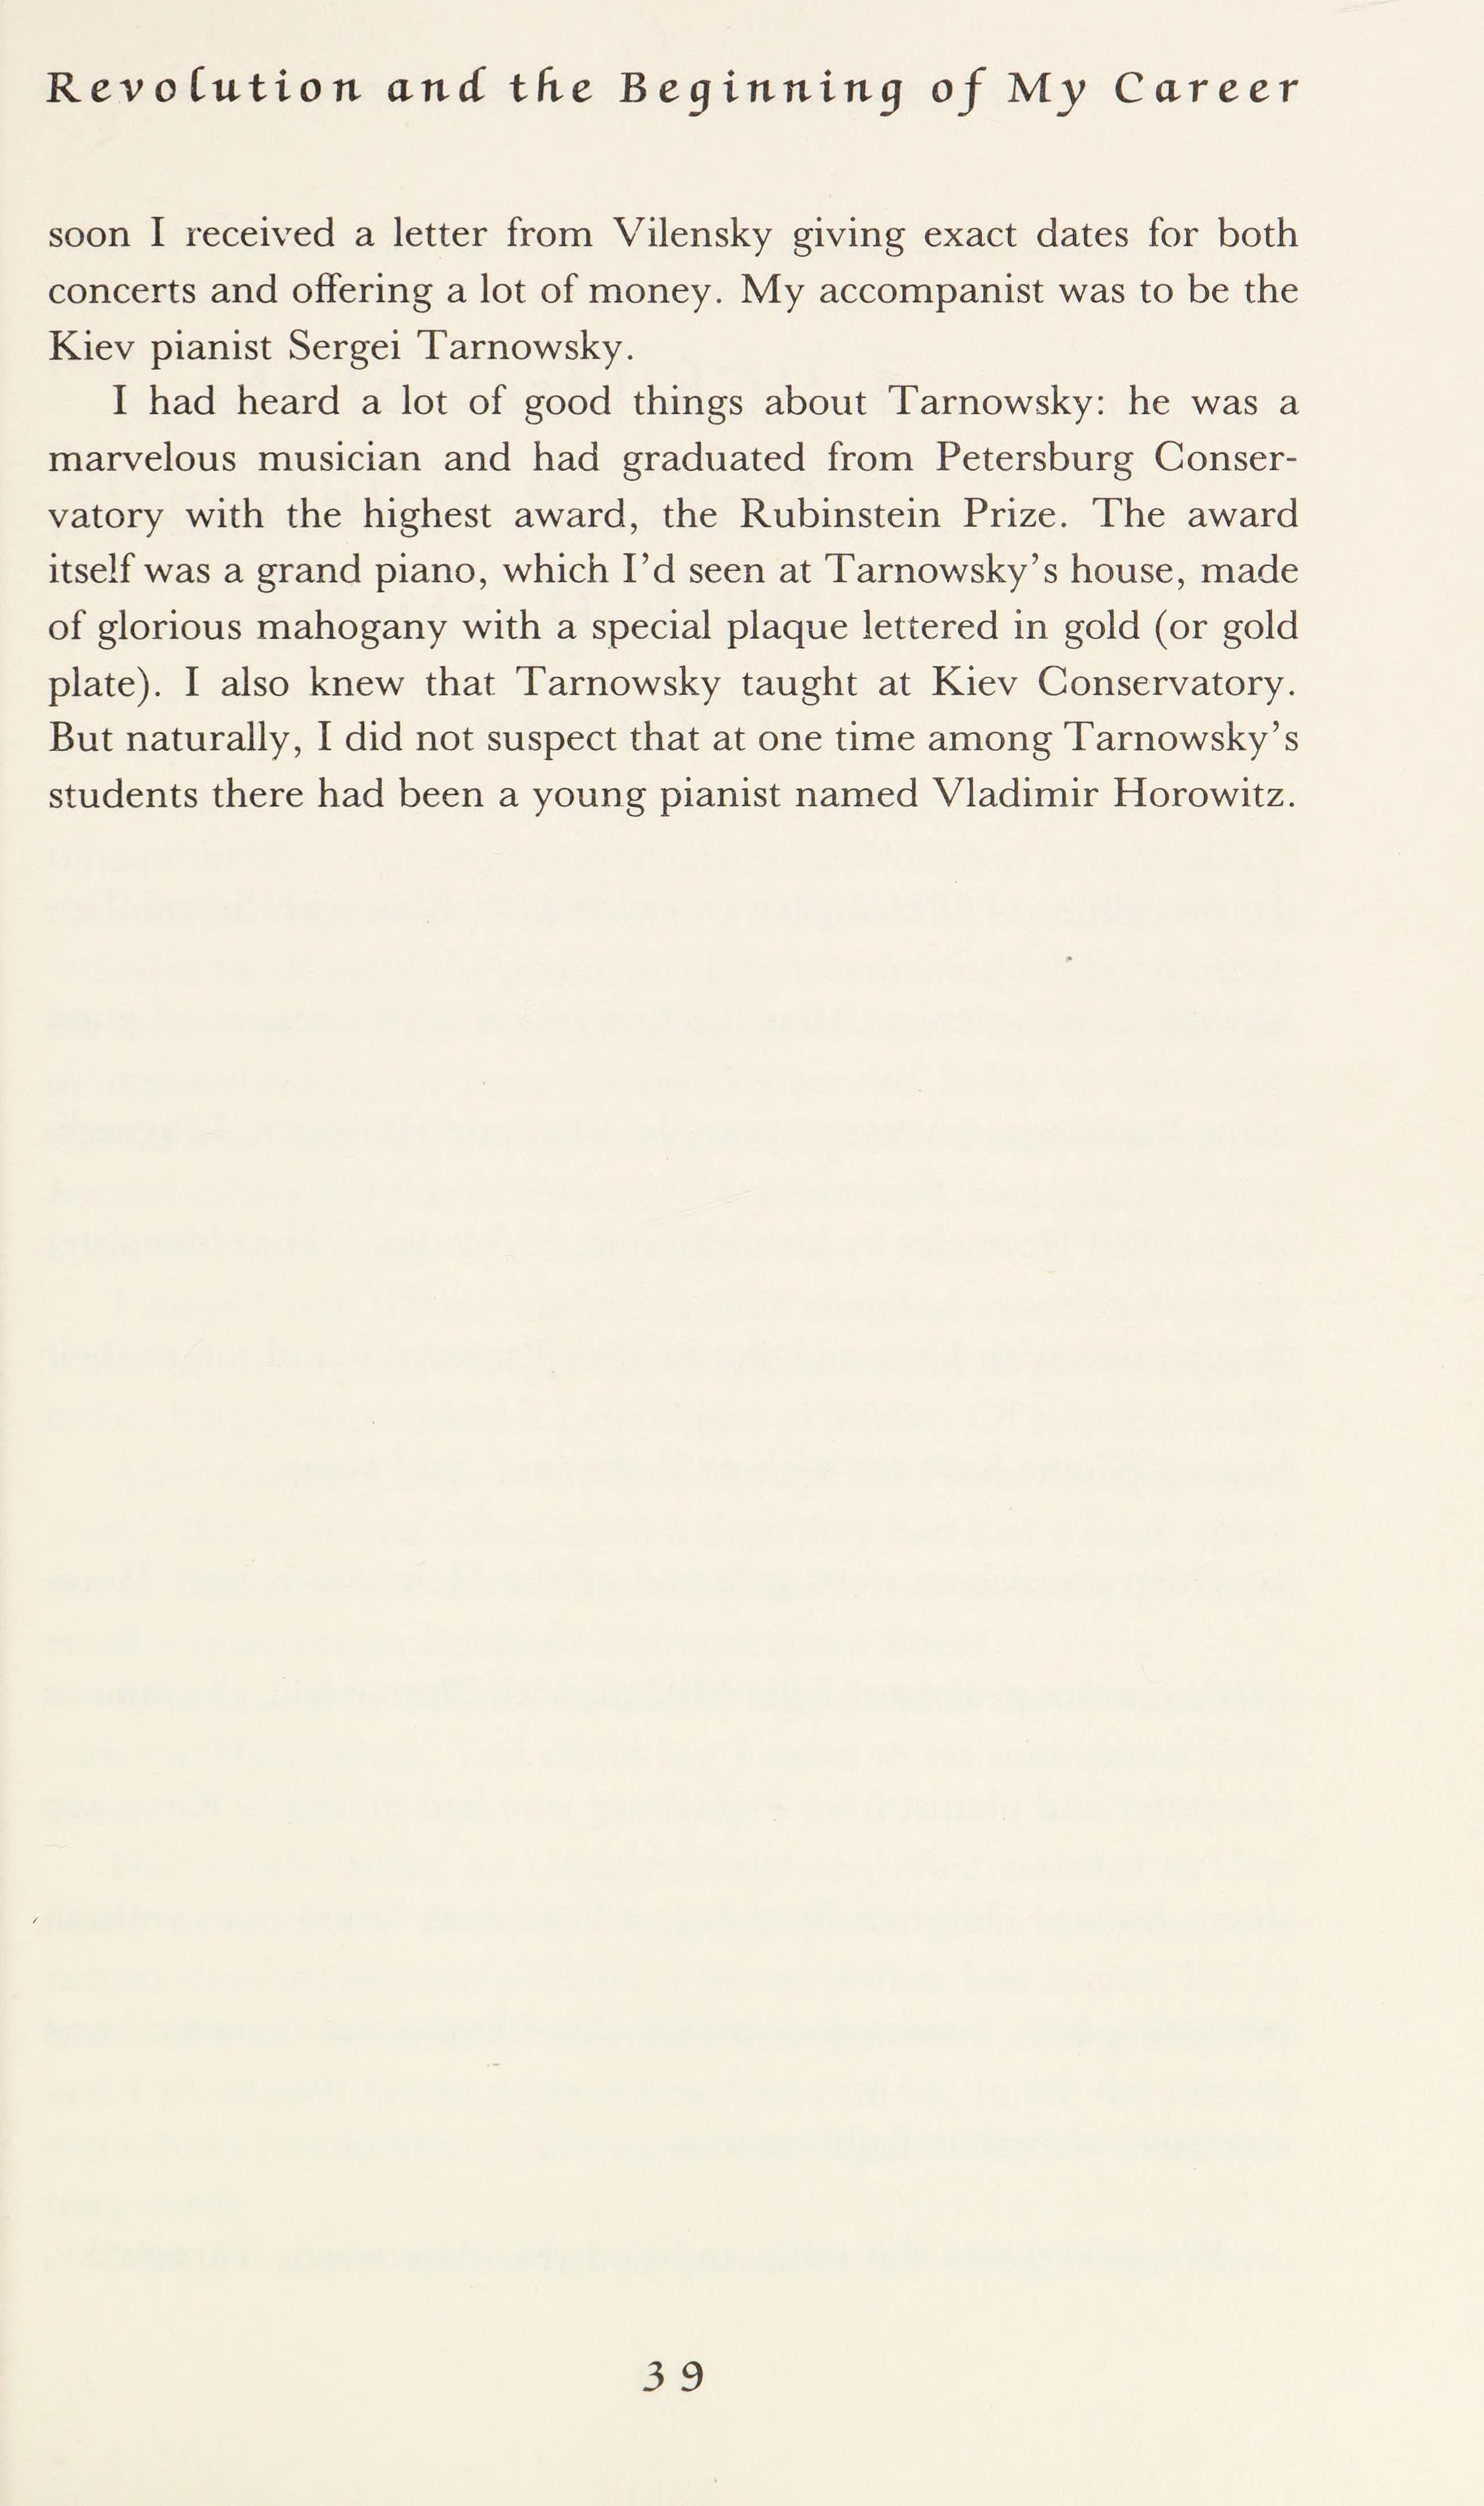 Revolution and the Beginning of My Career
soon I received a letter from Vilensky giving exact dates for both
concerts and offering a lot of money. My accompanist was to be the
Kiev pianist Sergei Tarnowsky.
I had heard a lot of good things about Tarnowsky: he was a
marvelous musician and had graduated from Petersburg Conser-
vatory with the highest award, the Rubinstein Prize. The award
itself was a grand piano, which I’d seen at Tarnowsky’s house, made
of glorious mahogany with a special plaque lettered in gold (or gold
plate). I also knew that Tarnowsky taught at Kiev Conservatory.
But naturally, I did not suspect that at one time among Tarnowsky’s
students there had been a young pianist named Vladimir Horowitz.
39